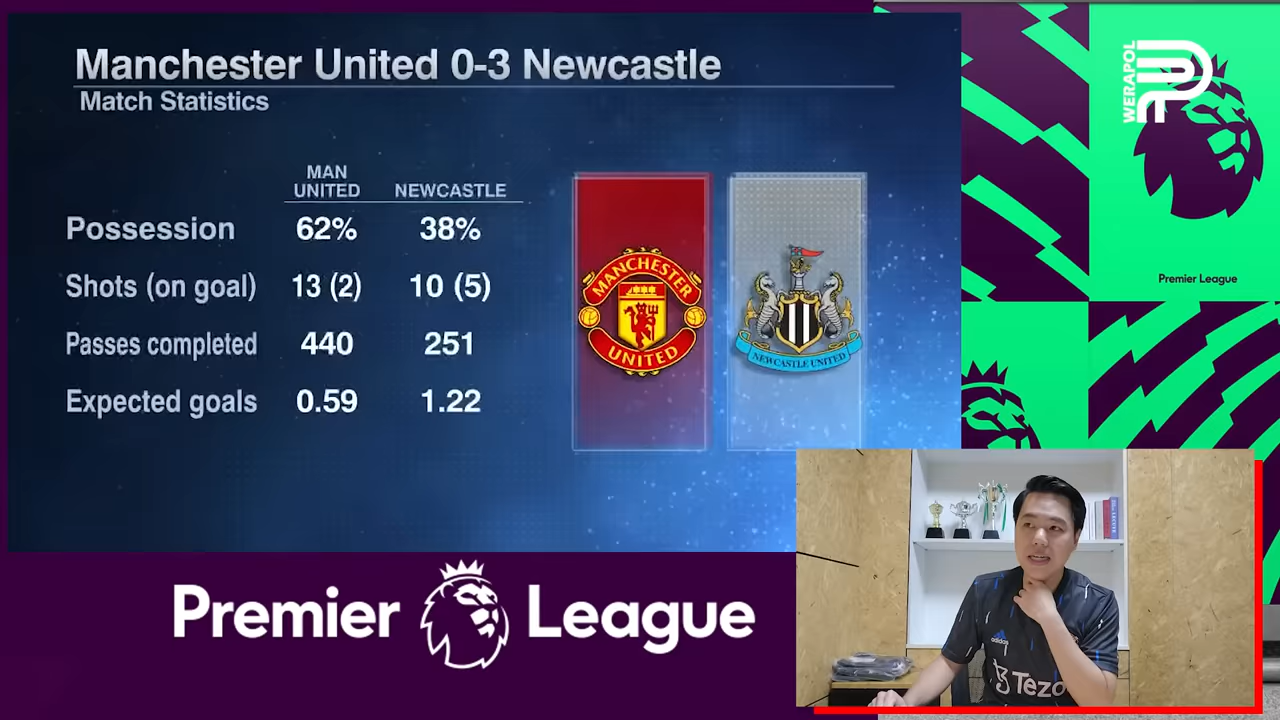 Manchester United 0-3 Newcastle
Match Statistics
MAN UNITED NEWCASTLE
Possession 62% 38%
Shots (on goal) 13 (2) 10 (5)
Passes completed 440 251
Expected goals 0.59 1.22
MANCHESTER
UNITED
NEWCASTLE UNITED
WERAPOL
Premier League
Premier League
adidas
Tezo